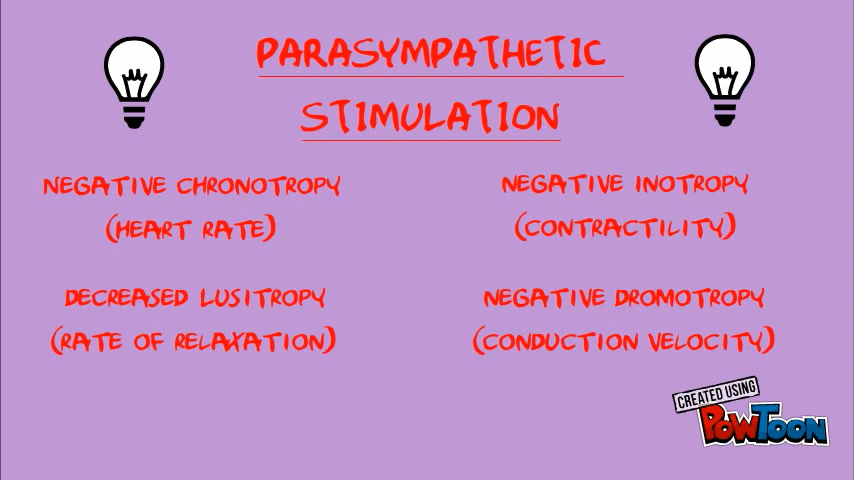 PARASYMPATHETIC
STIMULATION
NEGATIVE CHRONOTROPY
(HEART RATE)
NEGATIVE INOTROPY
(CONTRACTILITY)
DECREASED LUSITROPY
(RATE OF RELAXATION)
NEGATIVE DROMOTROPY
(CONDUCTION VELOCITY)
CREATED USING
POWTOON